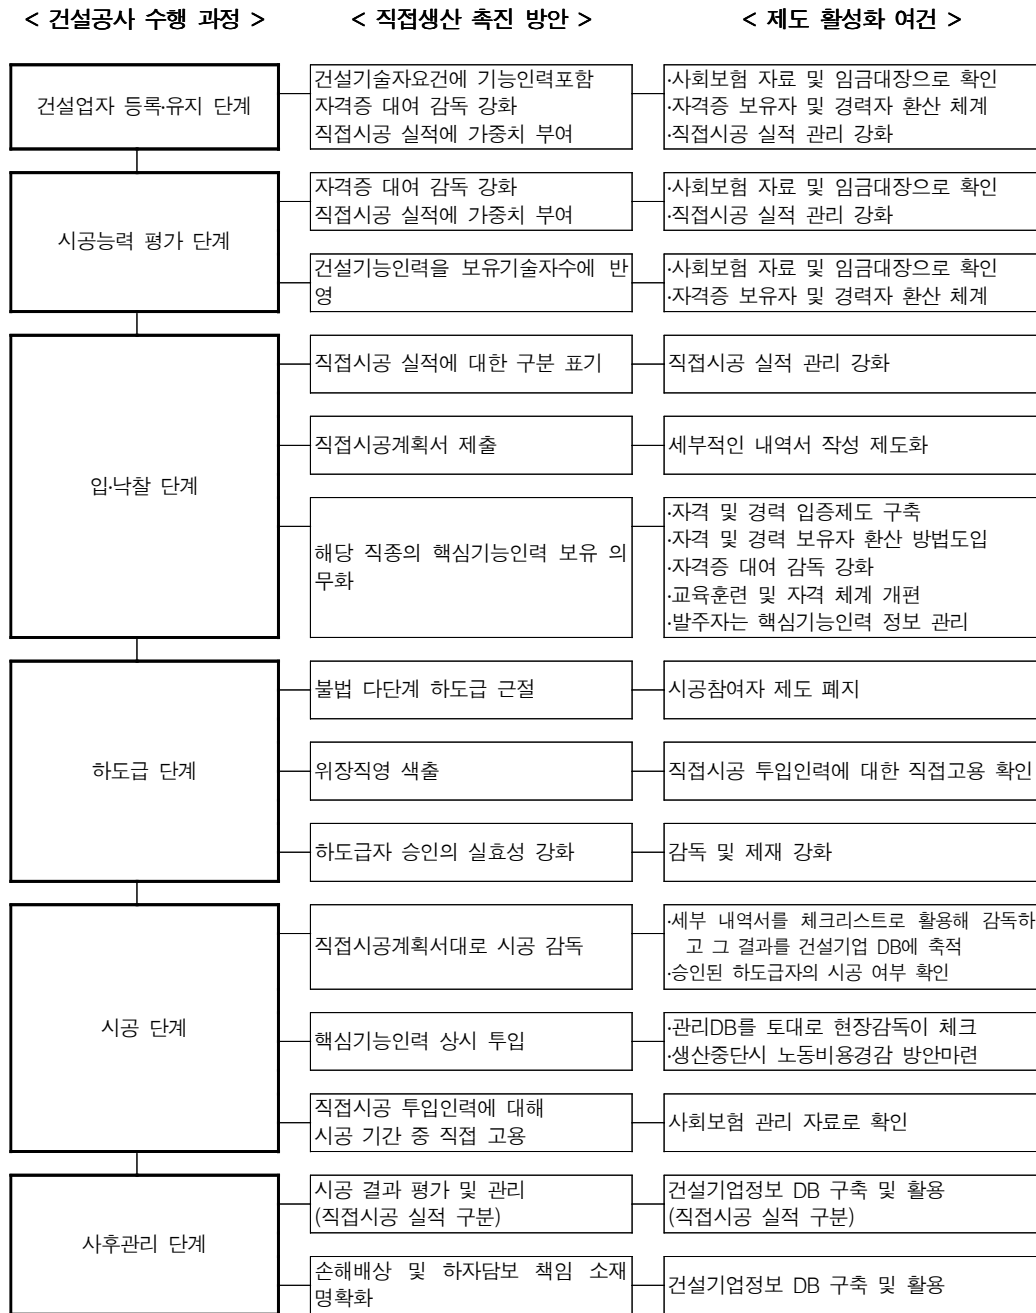 < 건설공사 수행 과정 >
< 직접생산 촉진 방안 >
< 제도 활성화 여건 >
건설업자 등록·유지 단계
건설기술자요건에 기능인력포함
자격증 대여 감독 강화
직접시공 실적에 가중치 부여
·사회보험 자료 및 임금대장으로 확인
·자격증 보유자 및 경력자 환산 체계
·직접시공 실적 관리 강화
시공능력 평가 단계
자격증 대여 감독 강화
직접시공 실적에 가중치 부여
·사회보험 자료 및 임금대장으로 확인
·직접시공 실적 관리 강화
건설기능인력을 보유기술자수에 반
영
·사회보험 자료 및 임금대장으로 확인
·자격증 보유자 및 경력자 환산 체계
입·낙찰 단계
직접시공 실적에 대한 구분 표기
직접시공 실적 관리 강화
직접시공계획서 제출
세부적인 내역서 작성 제도화
해당 직종의 핵심기능인력 보유 의
무화
·자격 및 경력 입증제도 구축
·자격 및 경력 보유자 환산 방법도입
·자격증 대여 감독 강화
·교육훈련 및 자격 체계 개편
·발주자는 핵심기능인력 정보 관리
하도급 단계
불법 다단계 하도급 근절
시공참여자 제도 폐지
위장직영 색출
직접시공 투입인력에 대한 직접고용 확인
하도급자 승인의 실효성 강화
감독 및 제재 강화
시공 단계
직접시공계획서대로 시공 감독
·세부 내역서를 체크리스트로 활용해 감독하
고 그 결과를 건설기업 DB에 축적
·승인된 하도급자의 시공 여부 확인
핵심기능인력 상시 투입
·관리DB를 토대로 현장감독이 체크
·생산중단시 노동비용경감 방안마련
직접시공 투입인력에 대해
시공 기간 중 직접 고용
사회보험 관리 자료로 확인
사후관리 단계
시공 결과 평가 및 관리
(직접시공 실적 구분)
건설기업정보 DB 구축 및 활용
(직접시공 실적 구분)
손해배상 및 하자담보 책임 소재
명확화
건설기업정보 DB 구축 및 활용